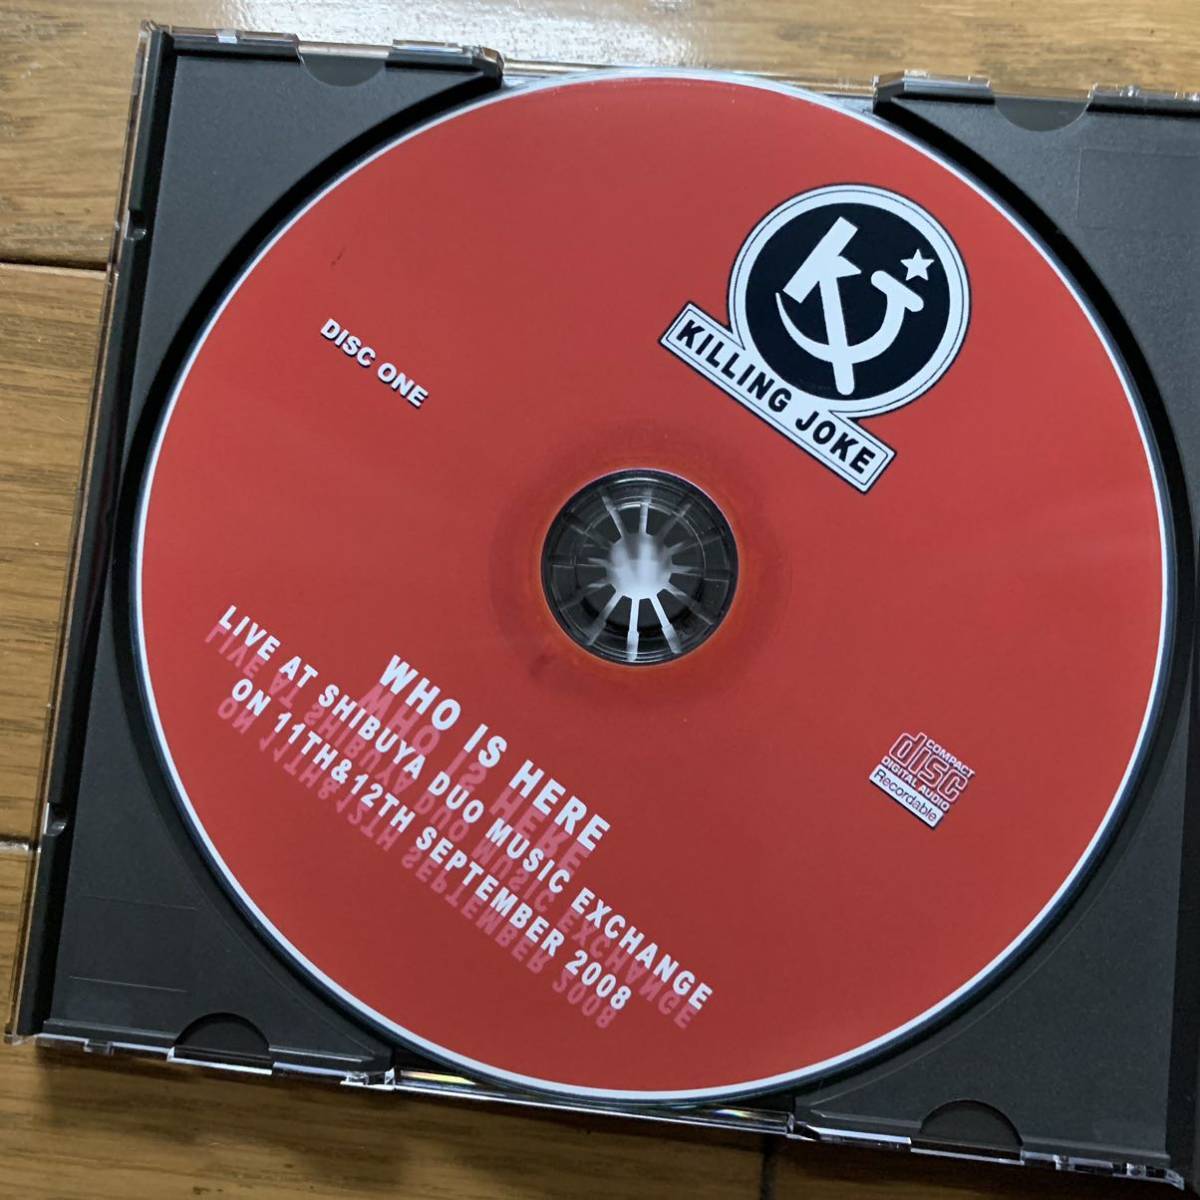 KJ
KILLING JOKE
DISC ONE
WHO IS HERE
LIVE AT SHIBUYA DUO MUSIC EXCHANGE
ON 11TH&12TH SEPTEMBER 2008
COMPACT
disc
DIGITAL AUDIO
Recordable